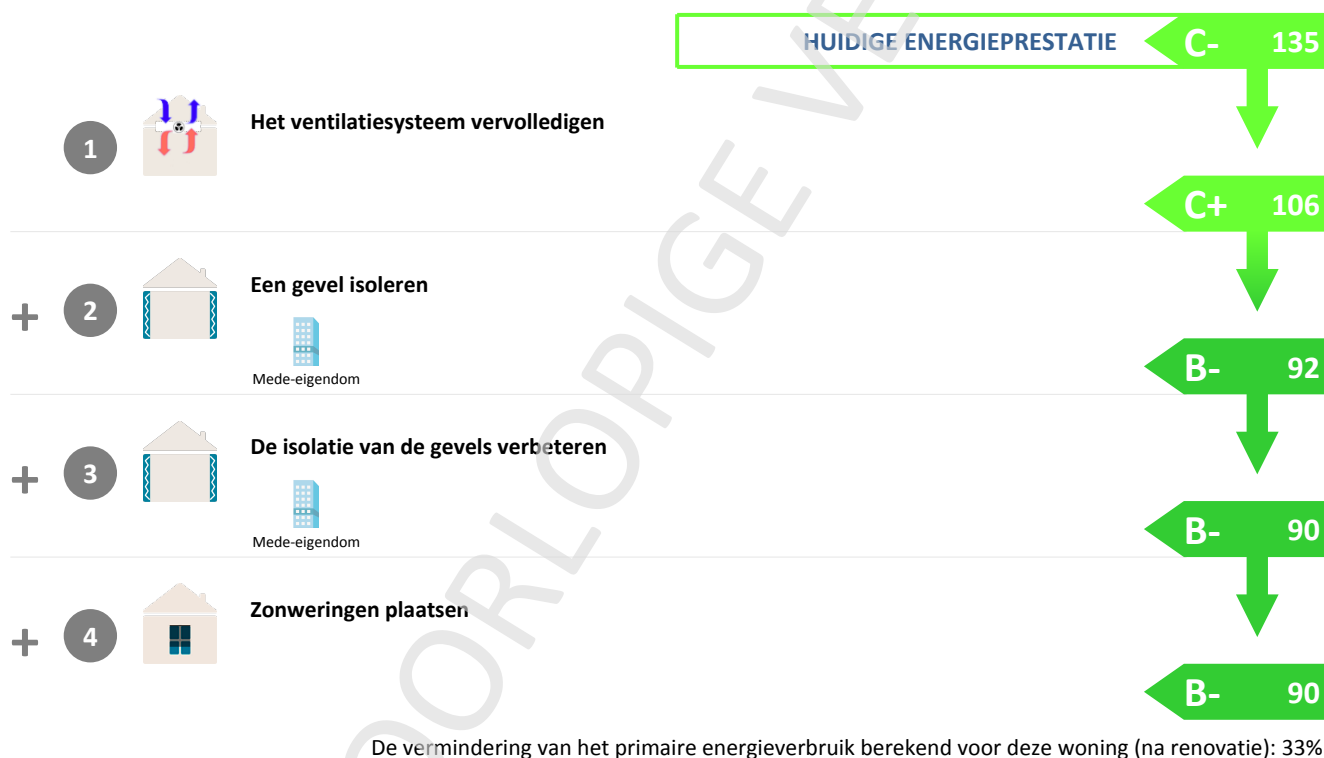 HUIDIGE ENERGIEPRESTATIE C- 135
1 Het ventilatiesysteem vervolledigen
C+ 106
+ 2 Een gevel isoleren
Mede-eigendom
B- 92
+ 3 De isolatie van de gevels verbeteren
Mede-eigendom
B- 90
+ 4 Zonweringen plaatsen
B- 90
De vermindering van het primaire energieverbruik berekend voor deze woning (na renovatie): 33%
OORLOPIGE VE